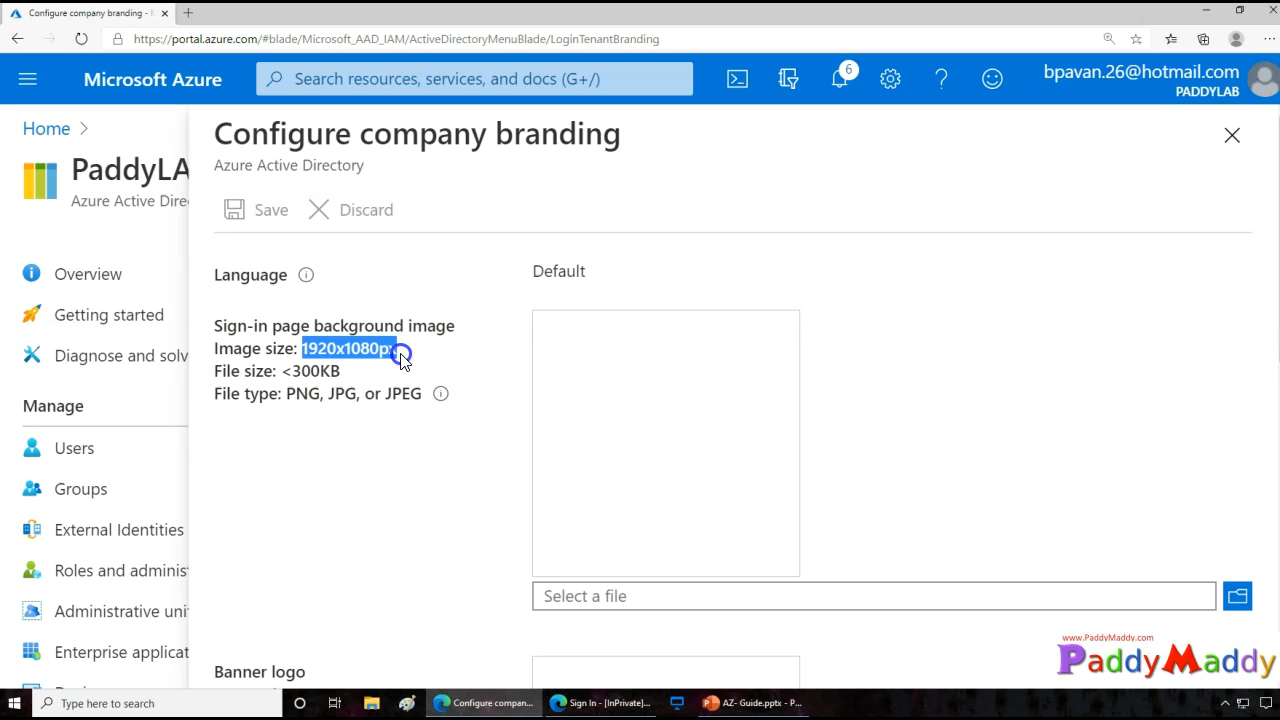 Configure company branding -
https://portal.azure.com/#blade/Microsoft_AAD_IAM/ActiveDirectoryMenuBlade/LoginTenantBranding
Microsoft Azure
Search resources, services, and docs (G+/)
6
bpavan.26@hotmail.com
PADDYLAB
Home
PaddyLA
Azure Active Dire
Configure company branding
Azure Active Directory
Save
Discard
Overview
Getting started
Diagnose and solv
Manage
Users
Groups
External Identities
Roles and adminis
Administrative uni
Enterprise applicat
Language
Default
Sign-in page background image
Image size: 1920x1080px
File size: <300KB
File type: PNG, JPG, or JPEG
Select a file
Banner logo
www.PaddyMaddy.com
PaddyMaddy
Type here to search
Configure compan...
Sign In - [InPrivate]...
AZ- Guide.pptx - P...